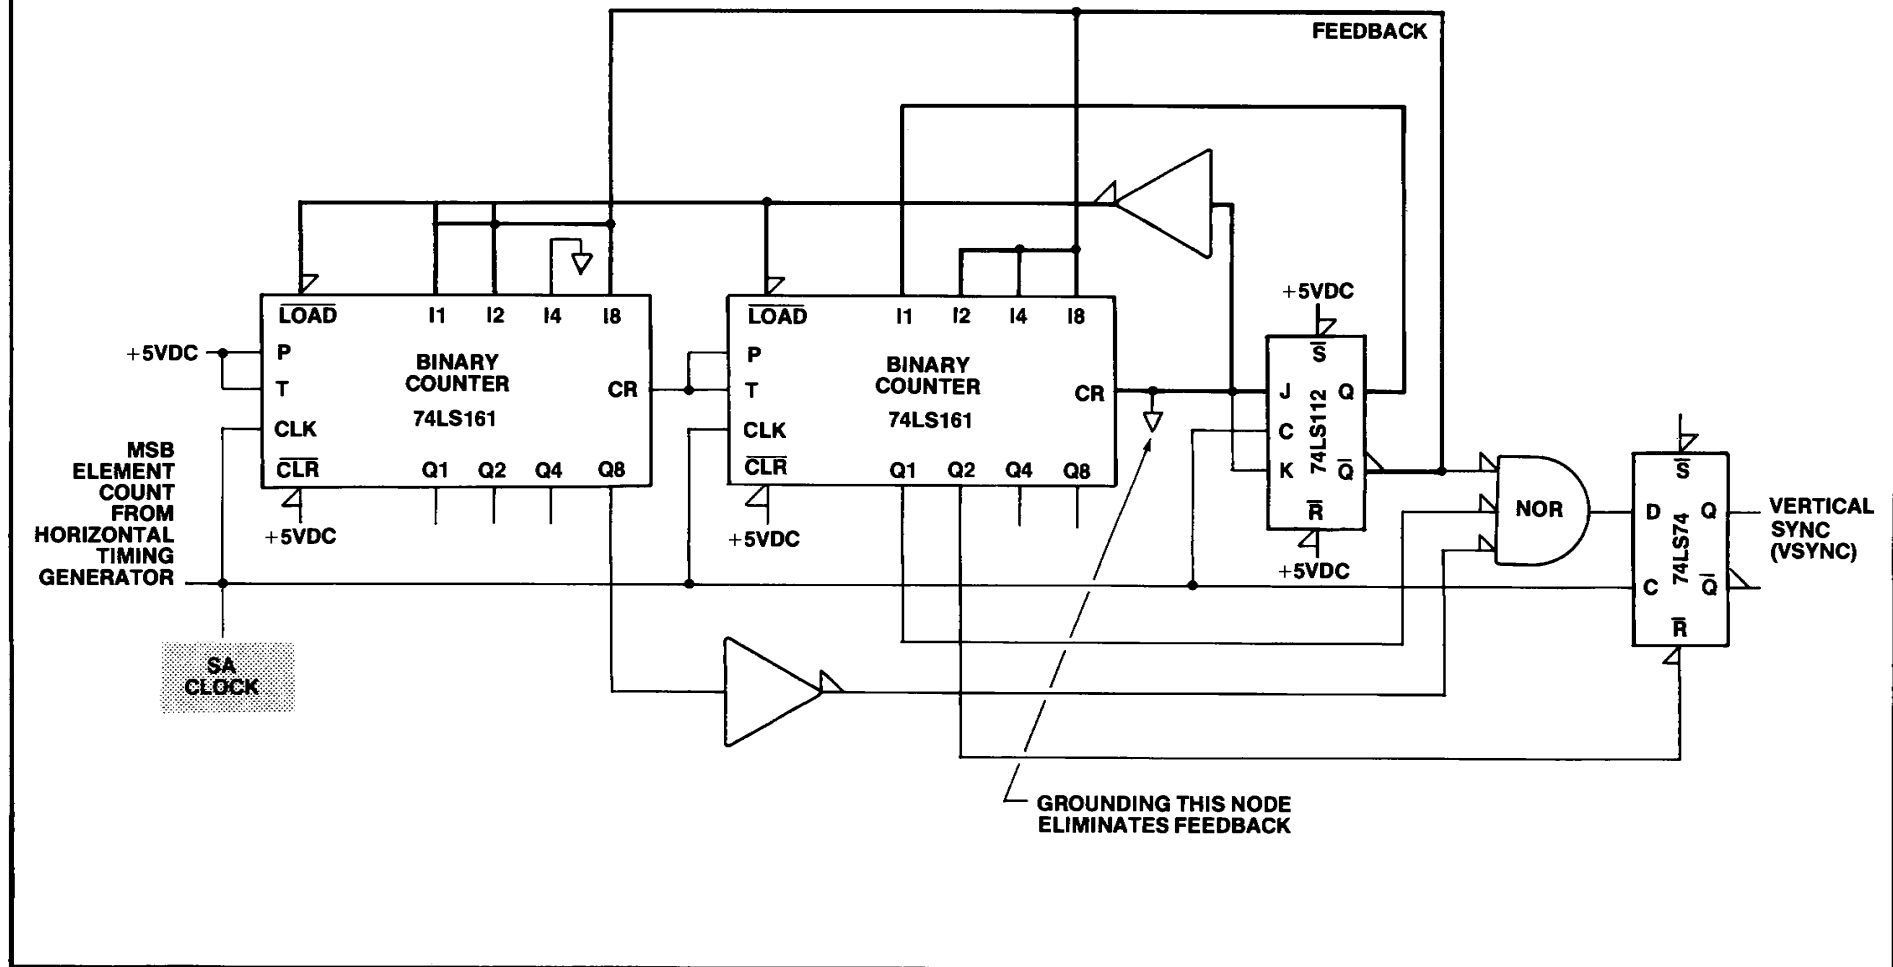 FEEDBACK
LOAD I1 I2 I4 I8
P
T
CLK
CLR Q1 Q2 Q4 Q8
BINARY
COUNTER
74LS161
CR
+5VDC
+5VDC
LOAD I1 I2 I4 I8
P
T
CLK
CLR Q1 Q2 Q4 Q8
BINARY
COUNTER
74LS161
CR
+5VDC
+5VDC
S
J Q
C
K Q
R
74LS112
+5VDC
NOR
S
D Q
C Q
R
74LS74
VERTICAL
SYNC
(VSYNC)
MSB
ELEMENT
COUNT
FROM
HORIZONTAL
TIMING
GENERATOR
SA
CLOCK
GROUNDING THIS NODE
ELIMINATES FEEDBACK